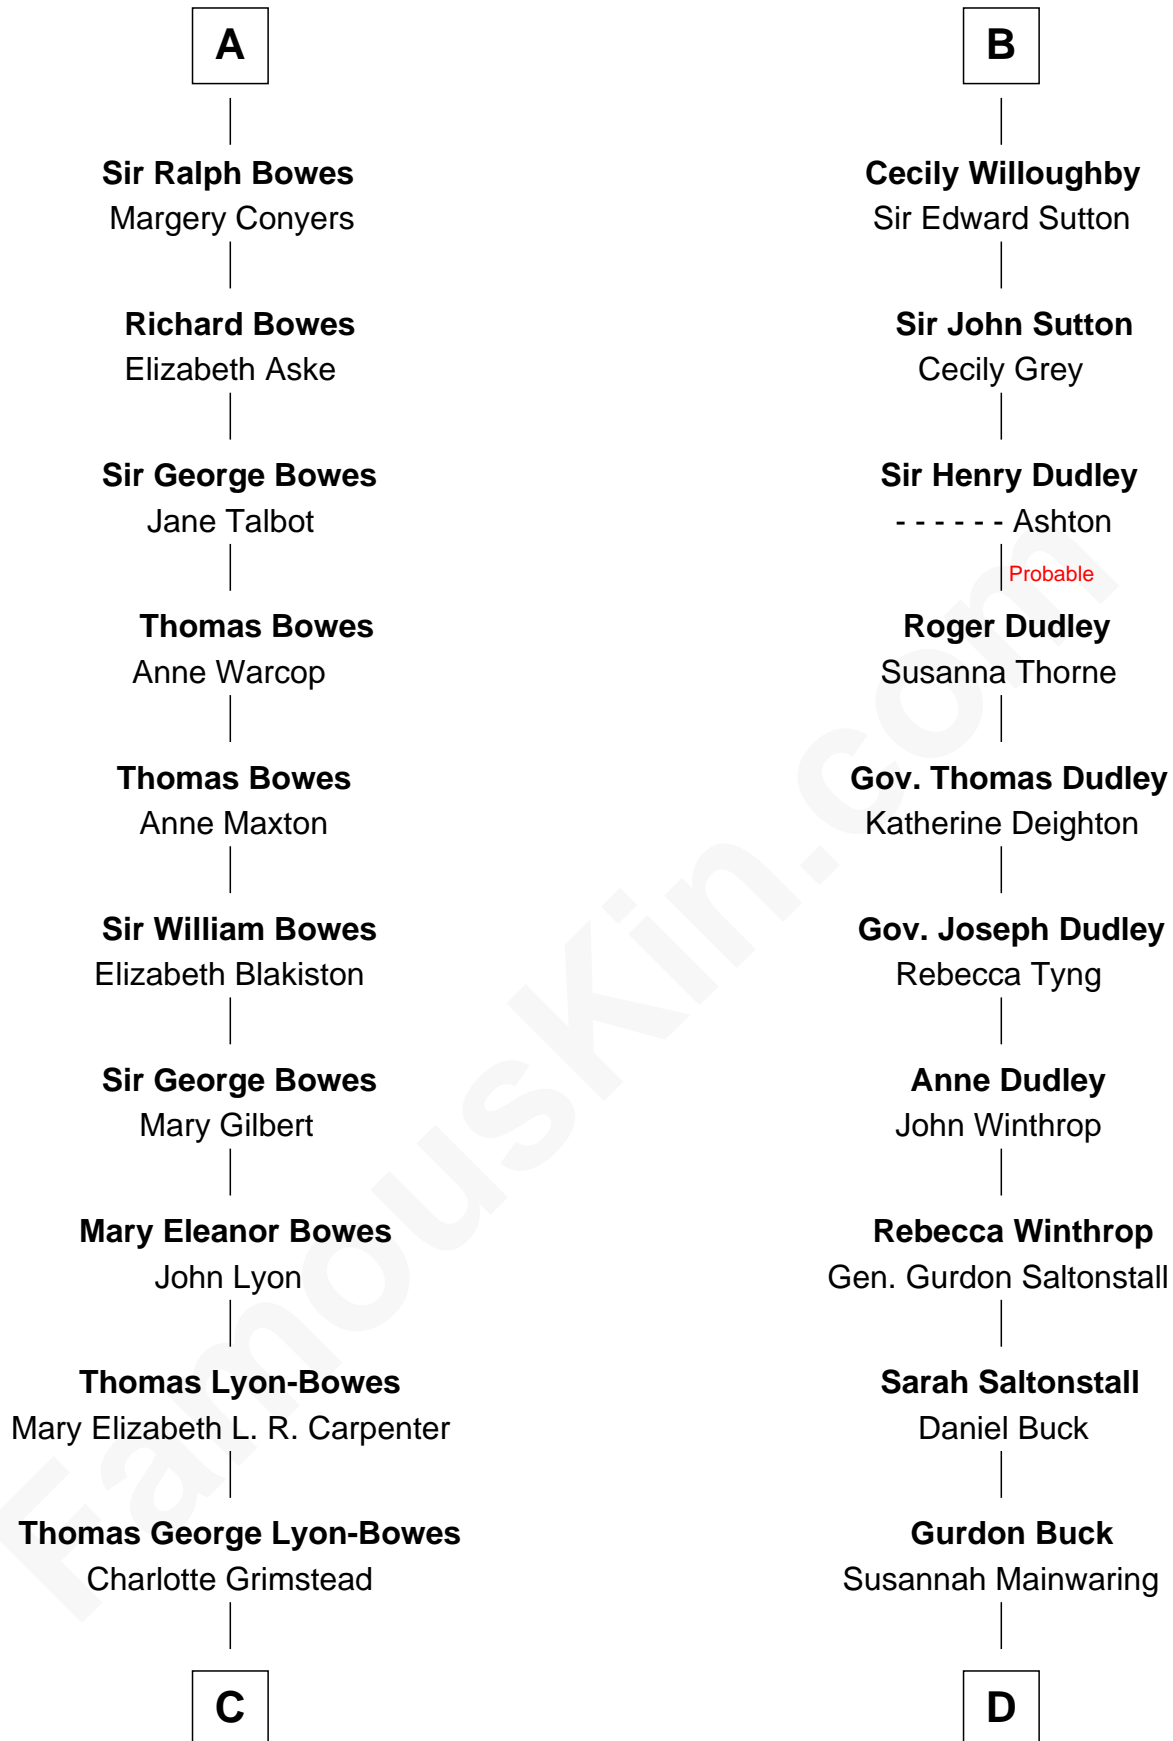 A
Sir Ralph Bowes
Margery Conyers
Richard Bowes
Elizabeth Aske
Sir George Bowes
Jane Talbot
Thomas Bowes
Anne Warcop
Thomas Bowes
Anne Maxton
Sir William Bowes
Elizabeth Blakiston
Sir George Bowes
Mary Gilbert
Mary Eleanor Bowes
John Lyon
Thomas Lyon-Bowes
Mary Elizabeth L. R. Carpenter
Thomas George Lyon-Bowes
Charlotte Grimstead
C
B
Cecily Willoughby
Sir Edward Sutton
Sir John Sutton
Cecily Grey
Sir Henry Dudley
- - - - - - Ashton
Probable
Roger Dudley
Susanna Thorne
Gov. Thomas Dudley
Katherine Deighton
Gov. Joseph Dudley
Rebecca Tyng
Anne Dudley
John Winthrop
Rebecca Winthrop
Gen. Gurdon Saltonstall
Sarah Saltonstall
Daniel Buck
Gurdon Buck
Susannah Mainwaring
D
FamousKin.com